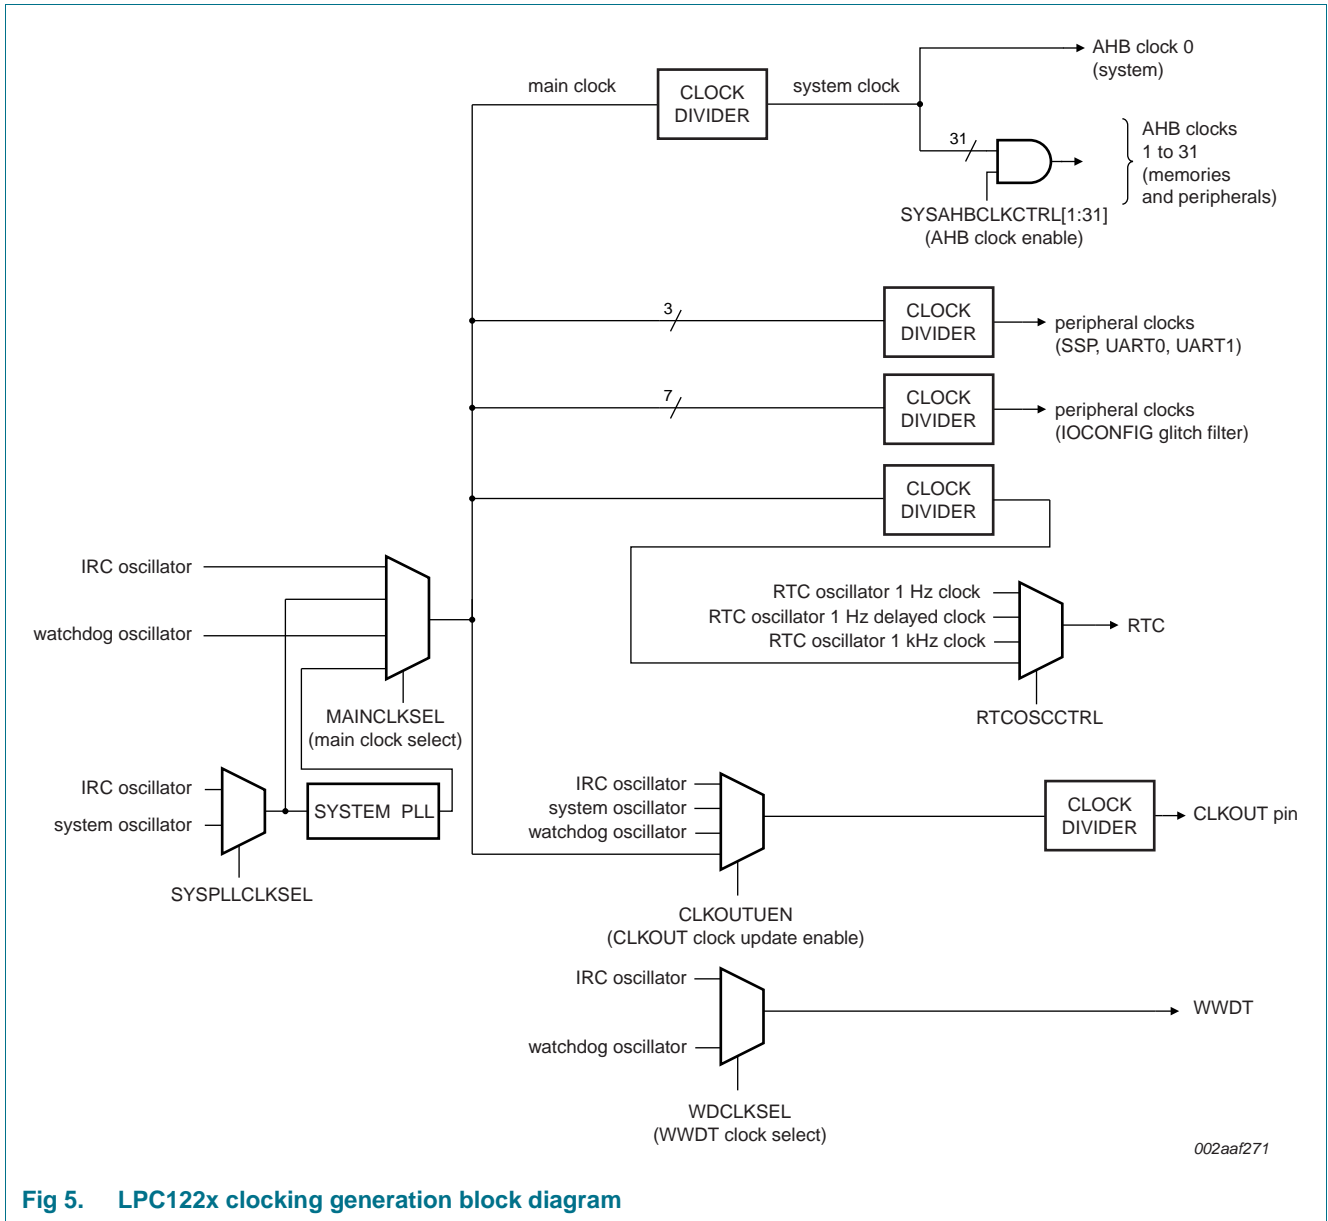 AHB clock 0
(system)
main clock
CLOCK
DIVIDER
system clock
31
AHB clocks
1 to 31
(memories
and peripherals)
SYSAHBCLKCTRL[1:31]
(AHB clock enable)
3
CLOCK
DIVIDER
peripheral clocks
(SSP, UART0, UART1)
7
CLOCK
DIVIDER
peripheral clocks
(IOCONFIG glitch filter)
CLOCK
DIVIDER
IRC oscillator
watchdog oscillator
MAINCLKSEL
(main clock select)
RTC oscillator 1 Hz clock
RTC oscillator 1 Hz delayed clock
RTC oscillator 1 kHz clock
RTC
RTCOSCCTRL
IRC oscillator
system oscillator
SYSTEM PLL
SYSPLLCLKSEL
IRC oscillator
system oscillator
watchdog oscillator
CLOCK
DIVIDER
CLKOUT pin
CLKOUTUEN
(CLKOUT clock update enable)
IRC oscillator
watchdog oscillator
WWDT
WDCLKSEL
(WWDT clock select)
002aaf271
Fig 5. LPC122x clocking generation block diagram